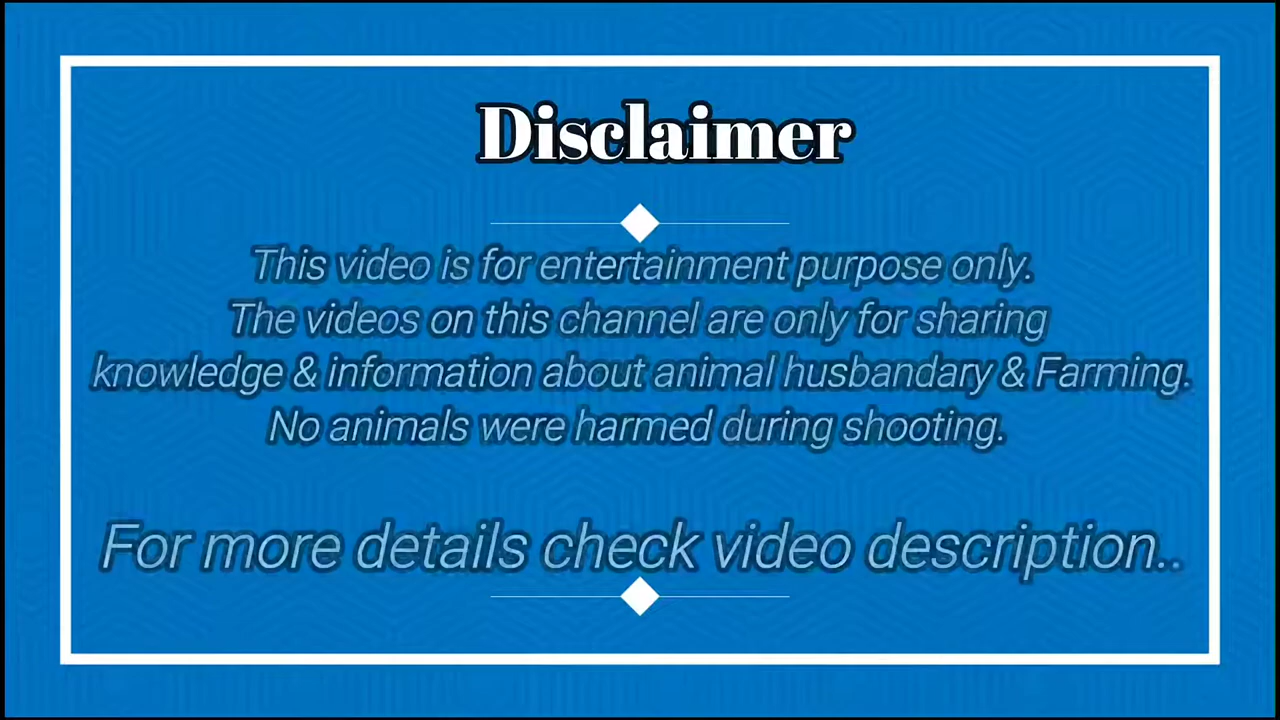 Disclaimer
This video is for entertainment purpose only.
The videos on this channel are only for sharing
knowledge & information about animal husbandary & Farming.
No animals were harmed during shooting.
For more details check video description..